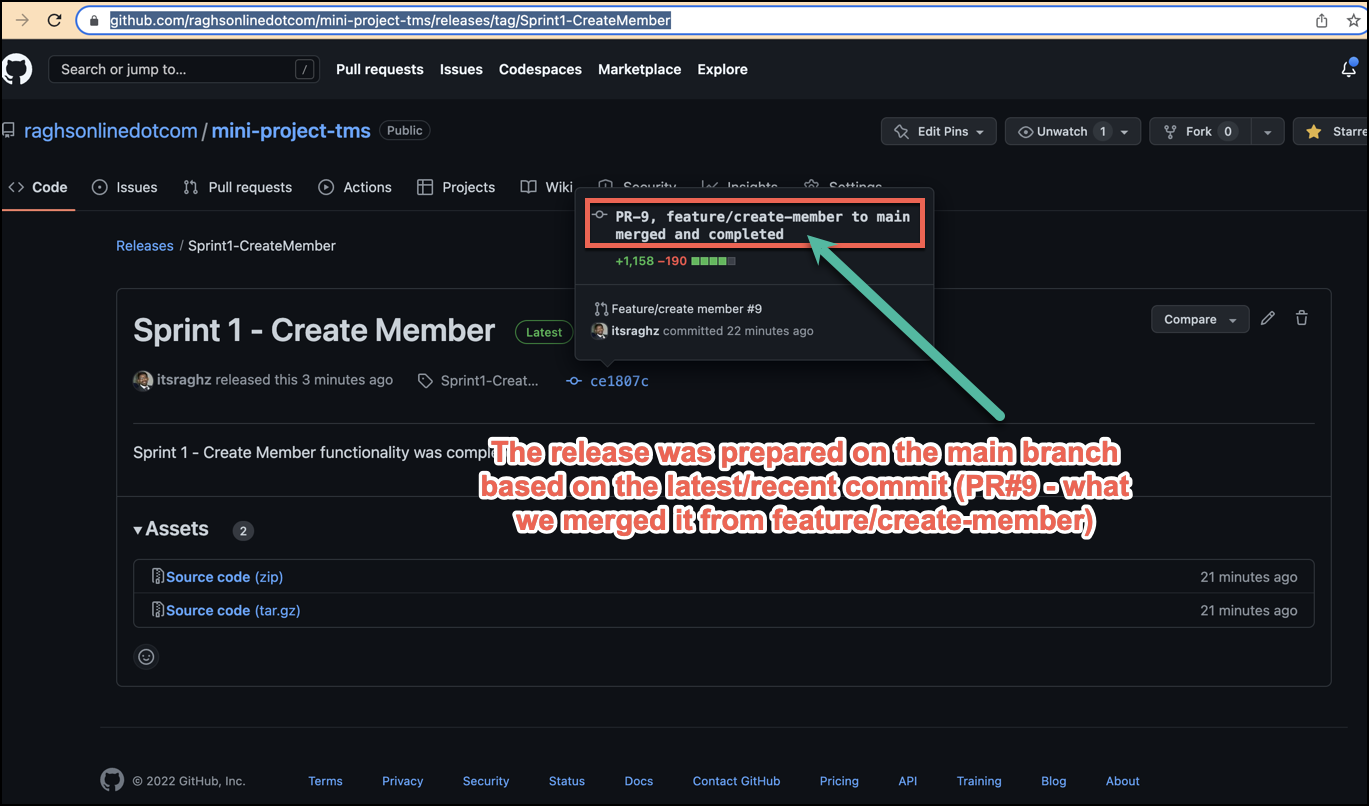 github.com/raghsonlinedotcom/mini-project-tms/releases/tag/Sprint1-CreateMember
Search or jump to... /
Pull requests Issues Codespaces Marketplace Explore
raghsonlinedotcom / mini-project-tms Public
Edit Pins Unwatch 1 Fork 0 Starre
Code Issues Pull requests Actions Projects Wiki Security Insights Settings
PR-9, feature/create-member to main
merged and completed
+1,158 −190
Feature/create member #9
itsraghz committed 22 minutes ago
Releases / Sprint1-CreateMember
Sprint 1 - Create Member Latest
Compare
itsraghz released this 3 minutes ago Sprint1-Creat... ce1807c
Sprint 1 - Create Member functionality was comple
The release was prepared on the main branch
based on the latest/recent commit (PR#9 - what
we merged it from feature/create-member)
Assets 2
Source code (zip) 21 minutes ago
Source code (tar.gz) 21 minutes ago
© 2022 GitHub, Inc. Terms Privacy Security Status Docs Contact GitHub Pricing API Training Blog About